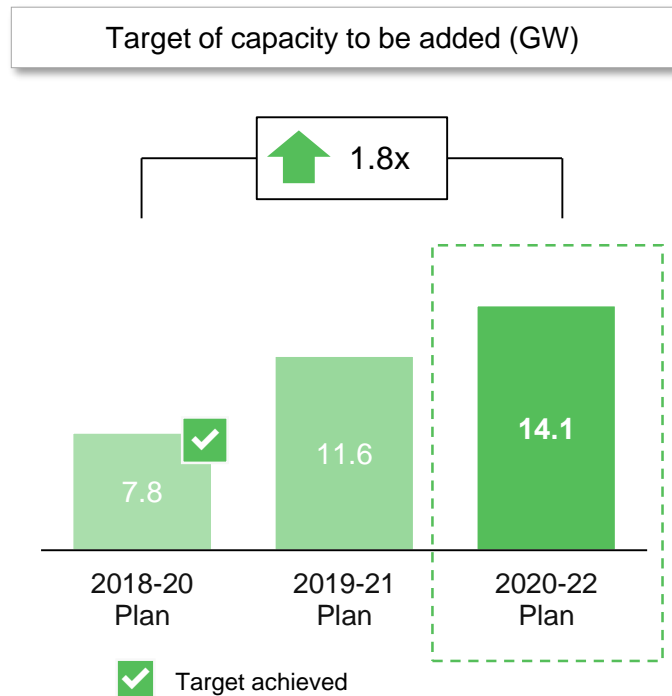 Target of capacity to be added (GW)
1.8x
7.8
11.6
14.1
2018-20
Plan
2019-21
Plan
2020-22
Plan
Target achieved